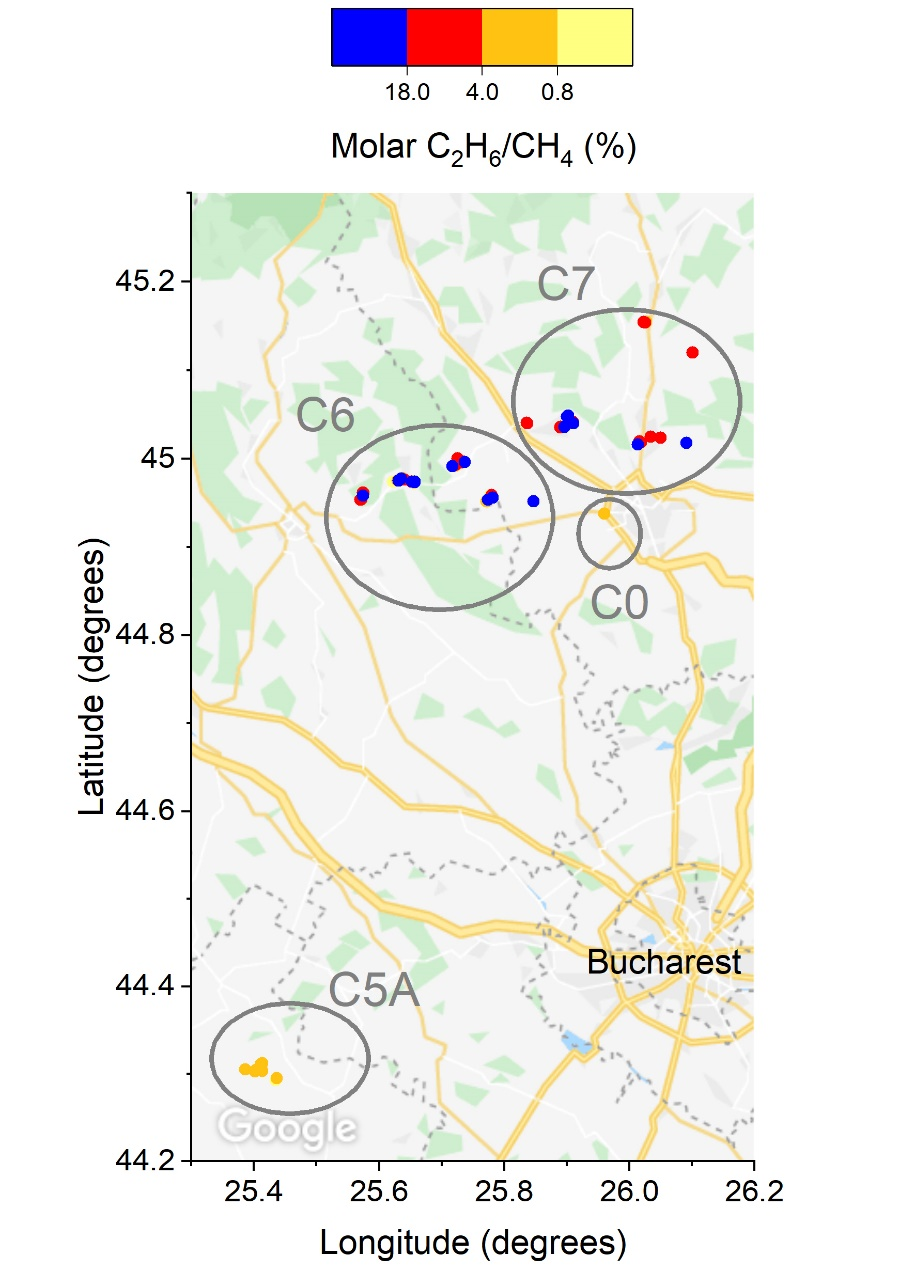 18.0 4.0 0.8
Molar C₂H₆/CH₄ (%)
45.2
C7
C6
45
C0
44.8
Latitude (degrees)
44.6
Bucharest
44.4
C5A
Google
44.2
25.4 25.6 25.8 26.0 26.2
Longitude (degrees)